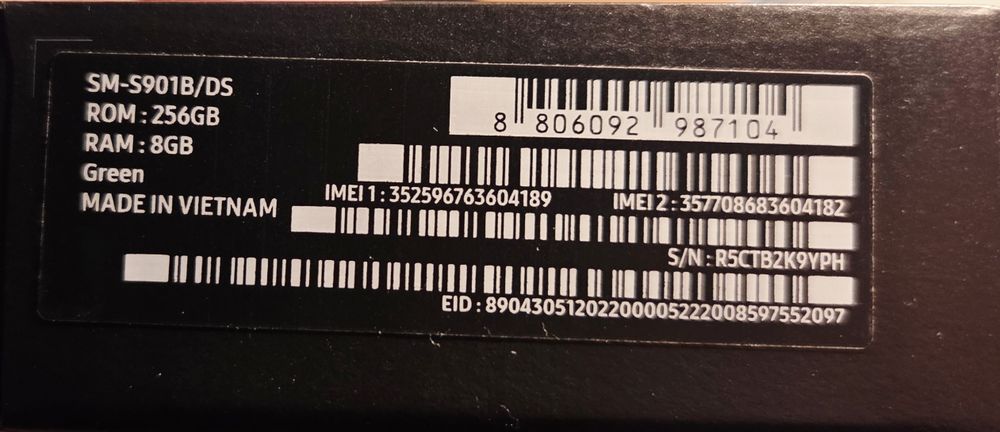 SM-S901B/DS
ROM : 256GB
RAM : 8GB
Green
MADE IN VIETNAM
8 806092 987104
IMEI 1 : 352596763604189
IMEI 2 : 357708683604182
S/N : R5CTB2K9YPH
EID : 89043051202200005222008597552097